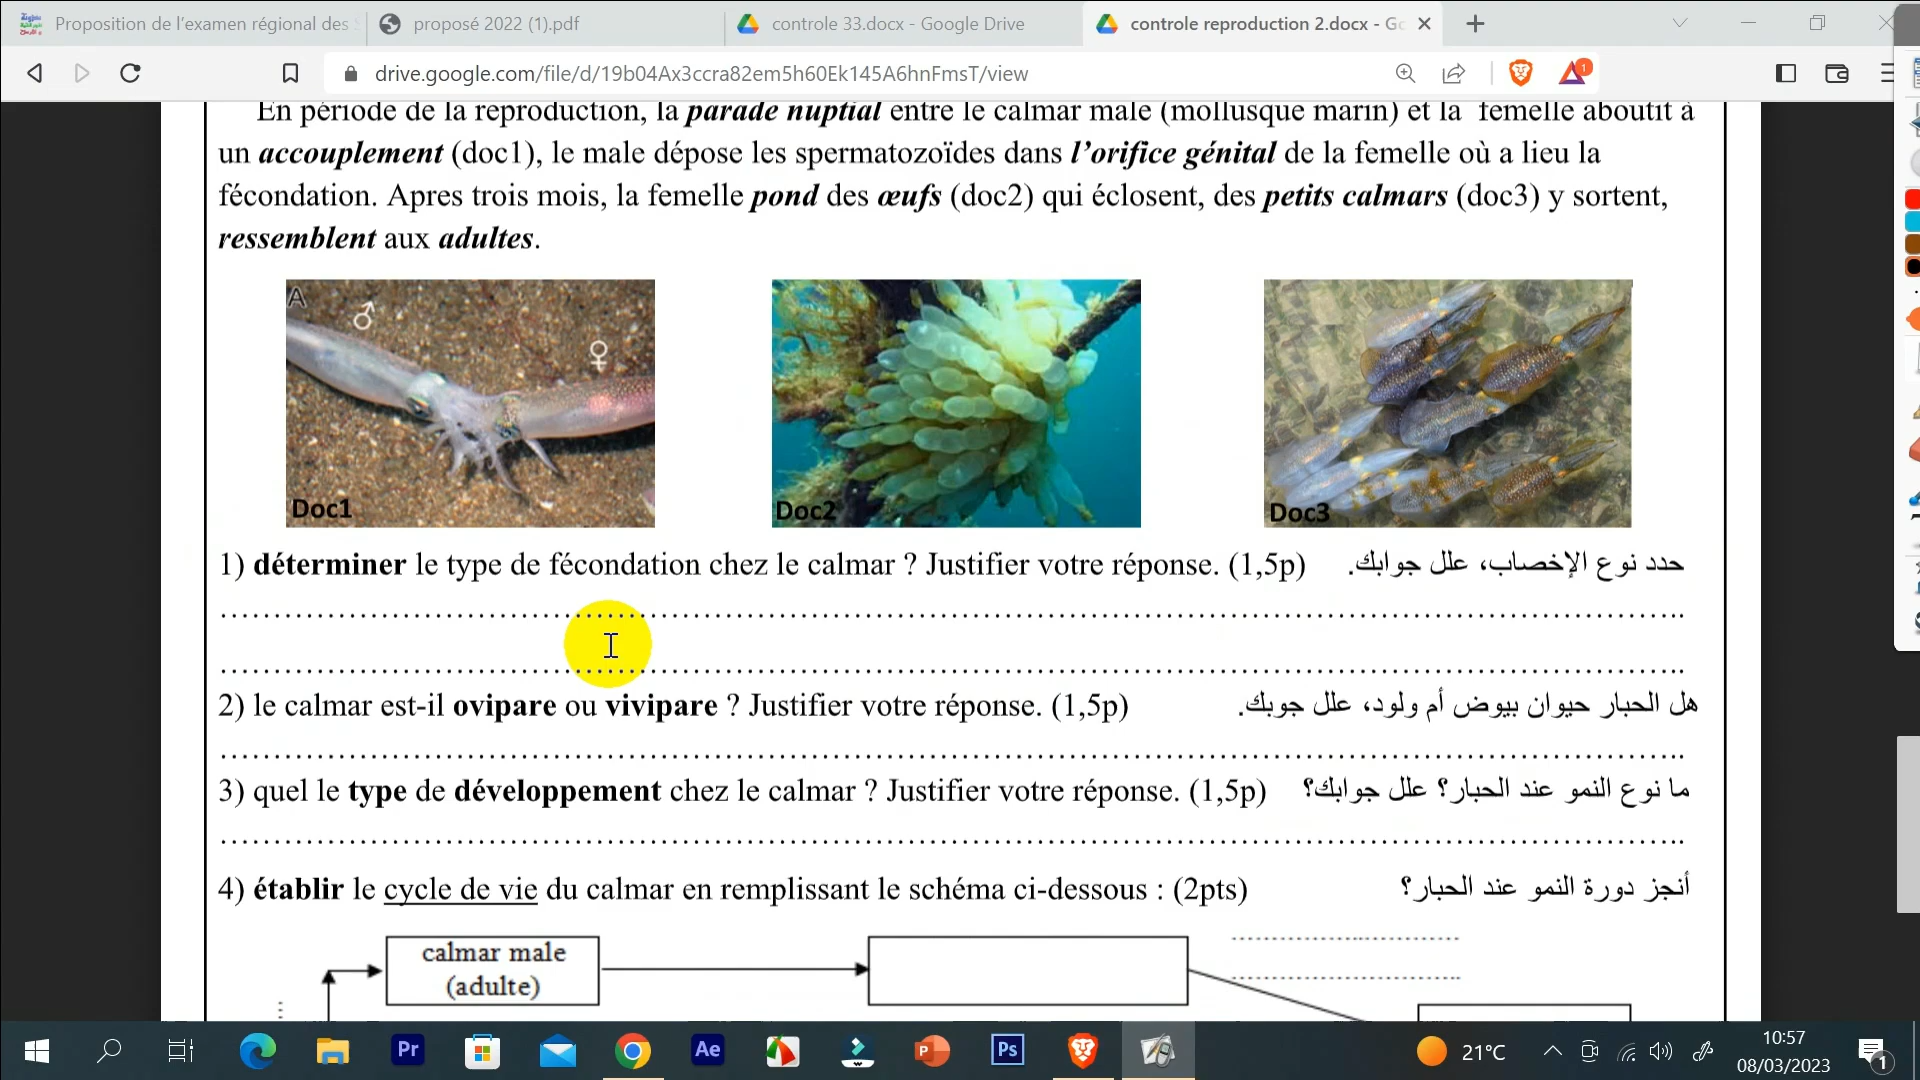 Proposition de l'examen régional des
proposé 2022 (1).pdf
controle 33.docx - Google Drive
controle reproduction 2.docx - Go
drive.google.com/file/d/19b04Ax3ccra82em5h60Ek145A6hnFmsT/view
1
En période de la reproduction, la parade nuptial entre le calmar male (mollusque marin) et la femelle aboutit à
un accouplement (doc1), le male dépose les spermatozoïdes dans l'orifice génital de la femelle où a lieu la
fécondation. Apres trois mois, la femelle pond des œufs (doc2) qui éclosent, des petits calmars (doc3) y sortent,
ressemblent aux adultes.
A
♂
♀
Doc1
Doc2
Doc3
1) déterminer le type de fécondation chez le calmar ? Justifier votre réponse. (1,5p) حدد نوع الإخصاب، علل جوابك.
2) le calmar est-il ovipare ou vivipare ? Justifier votre réponse. (1,5p) هل الحبار حيوان بيوض أم ولود، علل جوبك.
3) quel le type de développement chez le calmar ? Justifier votre réponse. (1,5p) ما نوع النمو عند الحبار؟ علل جوابك؟
4) établir le cycle de vie du calmar en remplissant le schéma ci-dessous : (2pts) أنجز دورة النمو عند الحبار؟
calmar male
(adulte)
Pr
Ae
P
Ps
21°C
10:57
08/03/2023
1